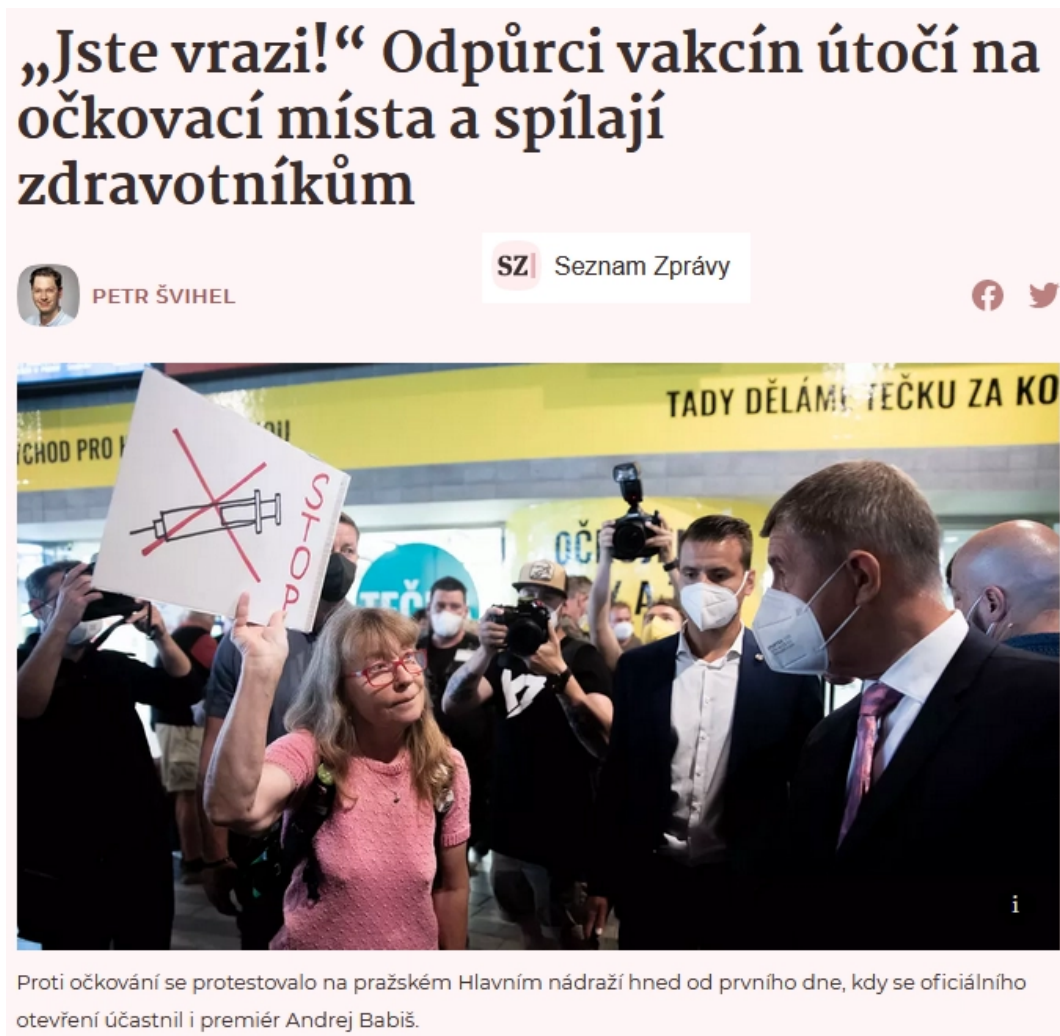 „Jste vrazi!“ Odpůrci vakcín útočí na
očkovací místa a spílají
zdravotníkům
SZ Seznam Zprávy
PETR ŠVIHEL
TADY DĚLÁME TEČKU ZA KO
STOP
i
Proti očkování se protestovalo na pražském Hlavním nádraží hned od prvního dne, kdy se oficiálního
otevření účastnil i premiér Andrej Babiš.